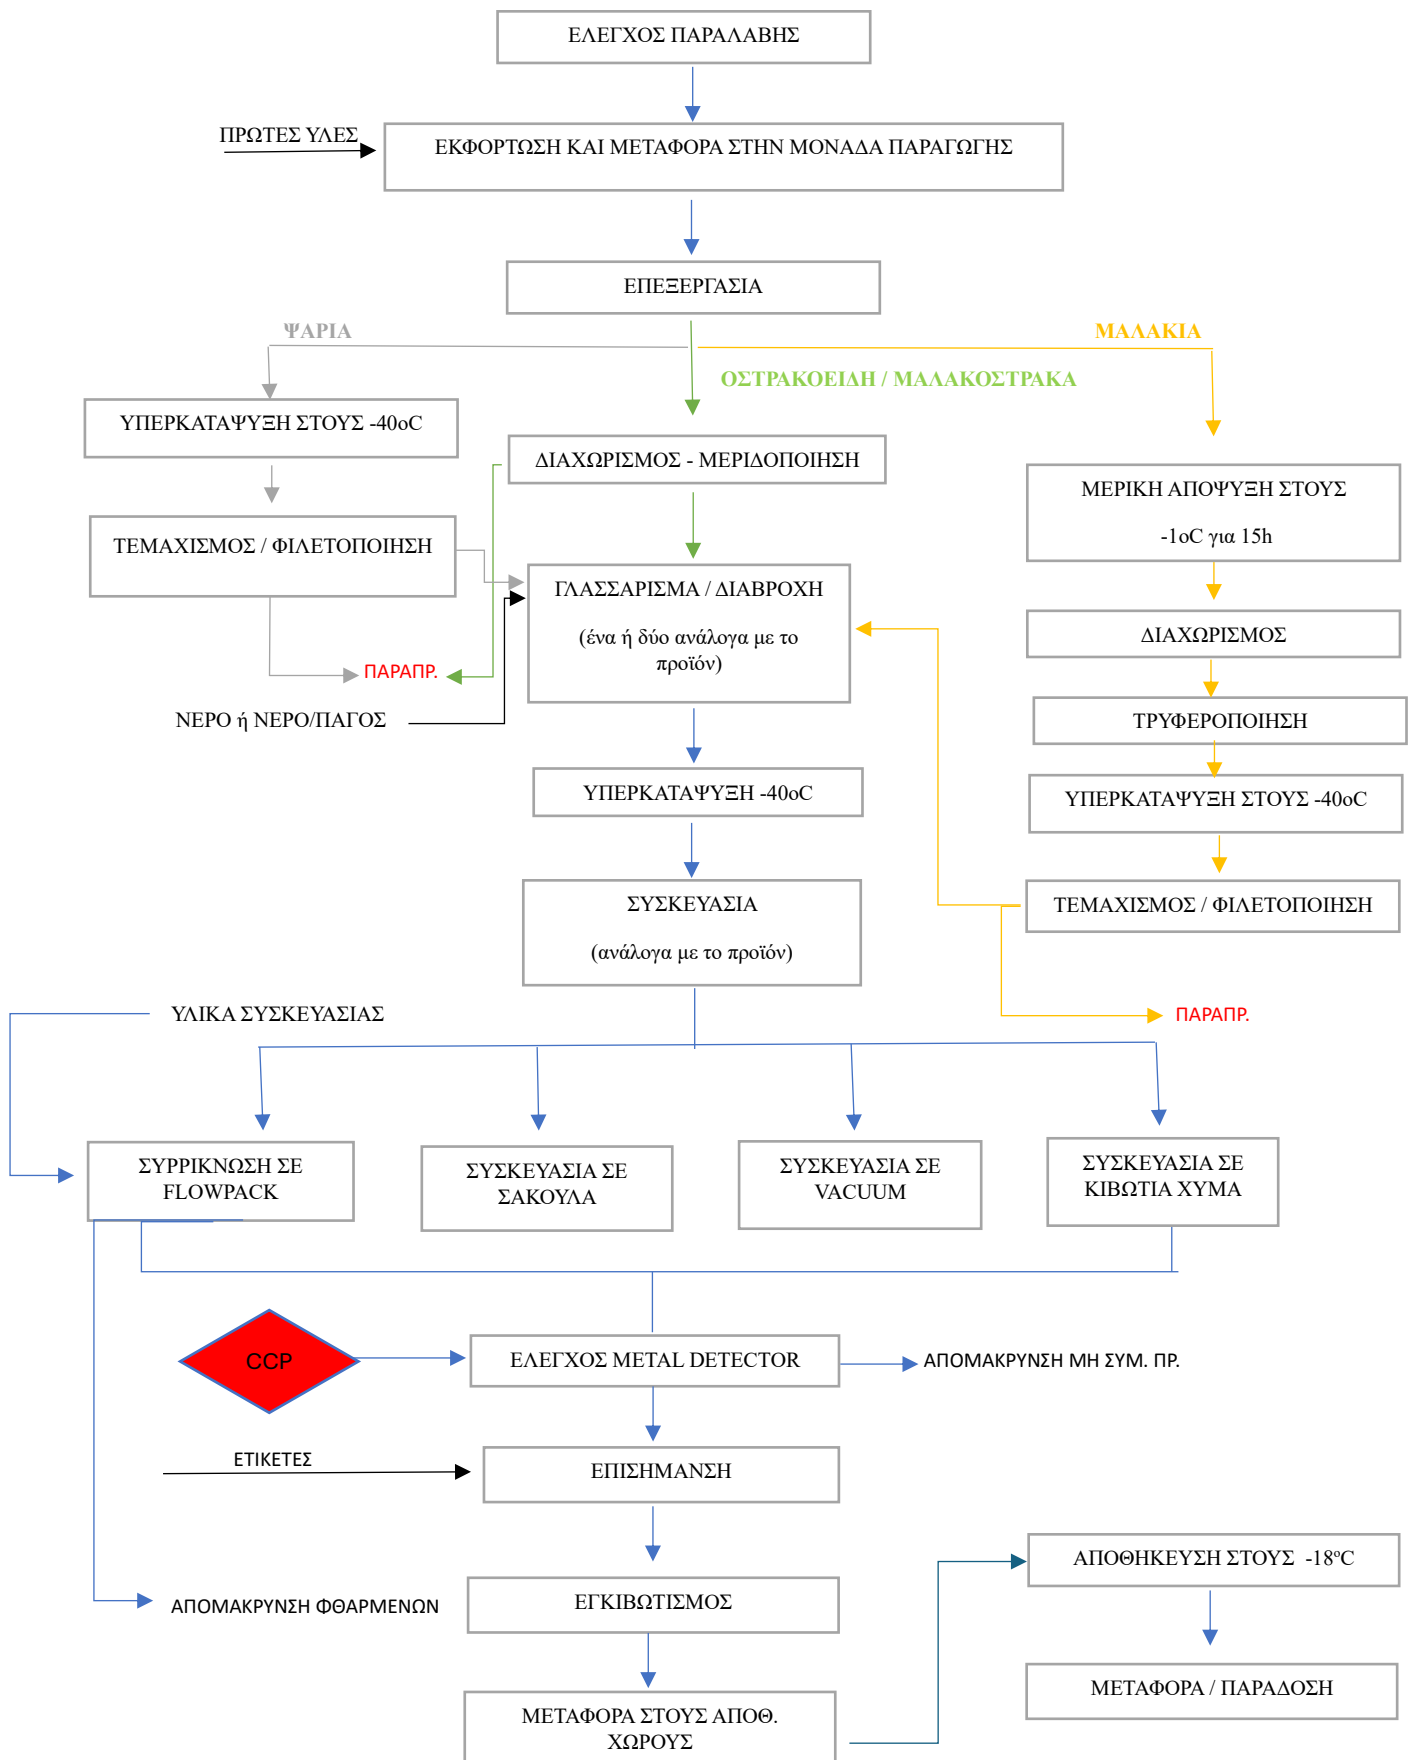 ΕΛΕΓΧΟΣ ΠΑΡΑΛΑΒΗΣ
ΠΡΩΤΕΣ ΥΛΕΣ
ΕΚΦΟΡΤΩΣΗ ΚΑΙ ΜΕΤΑΦΟΡΑ ΣΤΗΝ ΜΟΝΑΔΑ ΠΑΡΑΓΩΓΗΣ
ΕΠΕΞΕΡΓΑΣΙΑ
ΨΑΡΙΑ
ΜΑΛΑΚΙΑ
ΟΣΤΡΑΚΟΕΙΔΗ / ΜΑΛΑΚΟΣΤΡΑΚΑ
ΥΠΕΡΚΑΤΑΨΥΞΗ ΣΤΟΥΣ -40οC
ΔΙΑΧΩΡΙΣΜΟΣ - ΜΕΡΙΔΟΠΟΙΗΣΗ
ΜΕΡΙΚΗ ΑΠΟΨΥΞΗ ΣΤΟΥΣ
-1οC για 15h
ΤΕΜΑΧΙΣΜΟΣ / ΦΙΛΕΤΟΠΟΙΗΣΗ
ΓΛΑΣΣΑΡΙΣΜΑ / ΔΙΑΒΡΟΧΗ
(ένα ή δύο ανάλογα με το
προϊόν)
ΔΙΑΧΩΡΙΣΜΟΣ
ΠΑΡΑΠΡ.
ΝΕΡΟ ή ΝΕΡΟ/ΠΑΓΟΣ
ΤΡΥΦΕΡΟΠΟΙΗΣΗ
ΥΠΕΡΚΑΤΑΨΥΞΗ -40οC
ΥΠΕΡΚΑΤΑΨΥΞΗ ΣΤΟΥΣ -40οC
ΣΥΣΚΕΥΑΣΙΑ
(ανάλογα με το προϊόν)
ΤΕΜΑΧΙΣΜΟΣ / ΦΙΛΕΤΟΠΟΙΗΣΗ
ΥΛΙΚΑ ΣΥΣΚΕΥΑΣΙΑΣ
ΠΑΡΑΠΡ.
ΣΥΡΡΙΚΝΩΣΗ ΣΕ
FLOWPACK
ΣΥΣΚΕΥΑΣΙΑ ΣΕ
ΣΑΚΟΥΛΑ
ΣΥΣΚΕΥΑΣΙΑ ΣΕ
VACUUM
ΣΥΣΚΕΥΑΣΙΑ ΣΕ
ΚΙΒΩΤΙΑ ΧΥΜΑ
CCP
ΕΛΕΓΧΟΣ METAL DETECTOR
ΑΠΟΜΑΚΡΥΝΣΗ ΜΗ ΣΥΜ. ΠΡ.
ΕΤΙΚΕΤΕΣ
ΕΠΙΣΗΜΑΝΣΗ
ΑΠΟΘΗΚΕΥΣΗ ΣΤΟΥΣ -18ºC
ΑΠΟΜΑΚΡΥΝΣΗ ΦΘΑΡΜΕΝΩΝ
ΕΓΚΙΒΩΤΙΣΜΟΣ
ΜΕΤΑΦΟΡΑ / ΠΑΡΑΔΟΣΗ
ΜΕΤΑΦΟΡΑ ΣΤΟΥΣ ΑΠΟΘ.
ΧΩΡΟΥΣ